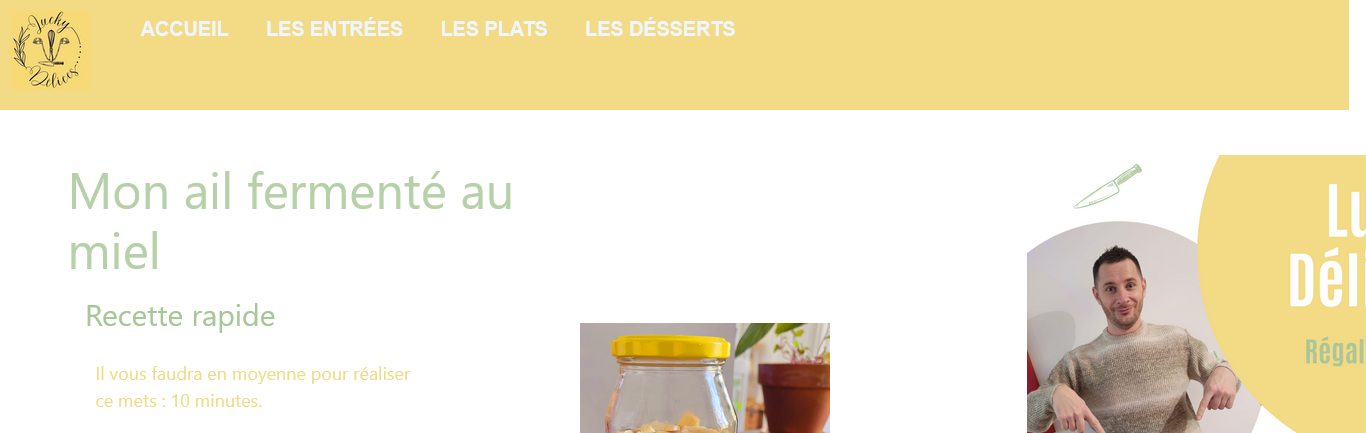 Lucky
Délices
ACCUEIL LES ENTRÉES LES PLATS LES DÉSSERTS
Mon ail fermenté au
miel
Recette rapide
Il vous faudra en moyenne pour réaliser
ce mets : 10 minutes.
Lu
Déli
Régal